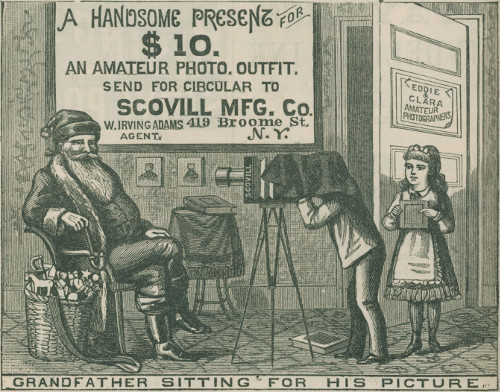 A HANDSOME PRESENT FOR
$10.
AN AMATEUR PHOTO. OUTFIT.
SEND FOR CIRCULAR TO
SCOVILL MFG. Co.
W. IRVING ADAMS 419 Broome St.
AGENT, N.Y.
EDDIE
&
CLARA
AMATEUR
PHOTOGRAPHERS
SCOVILL
GRANDFATHER SITTING FOR HIS PICTURE.